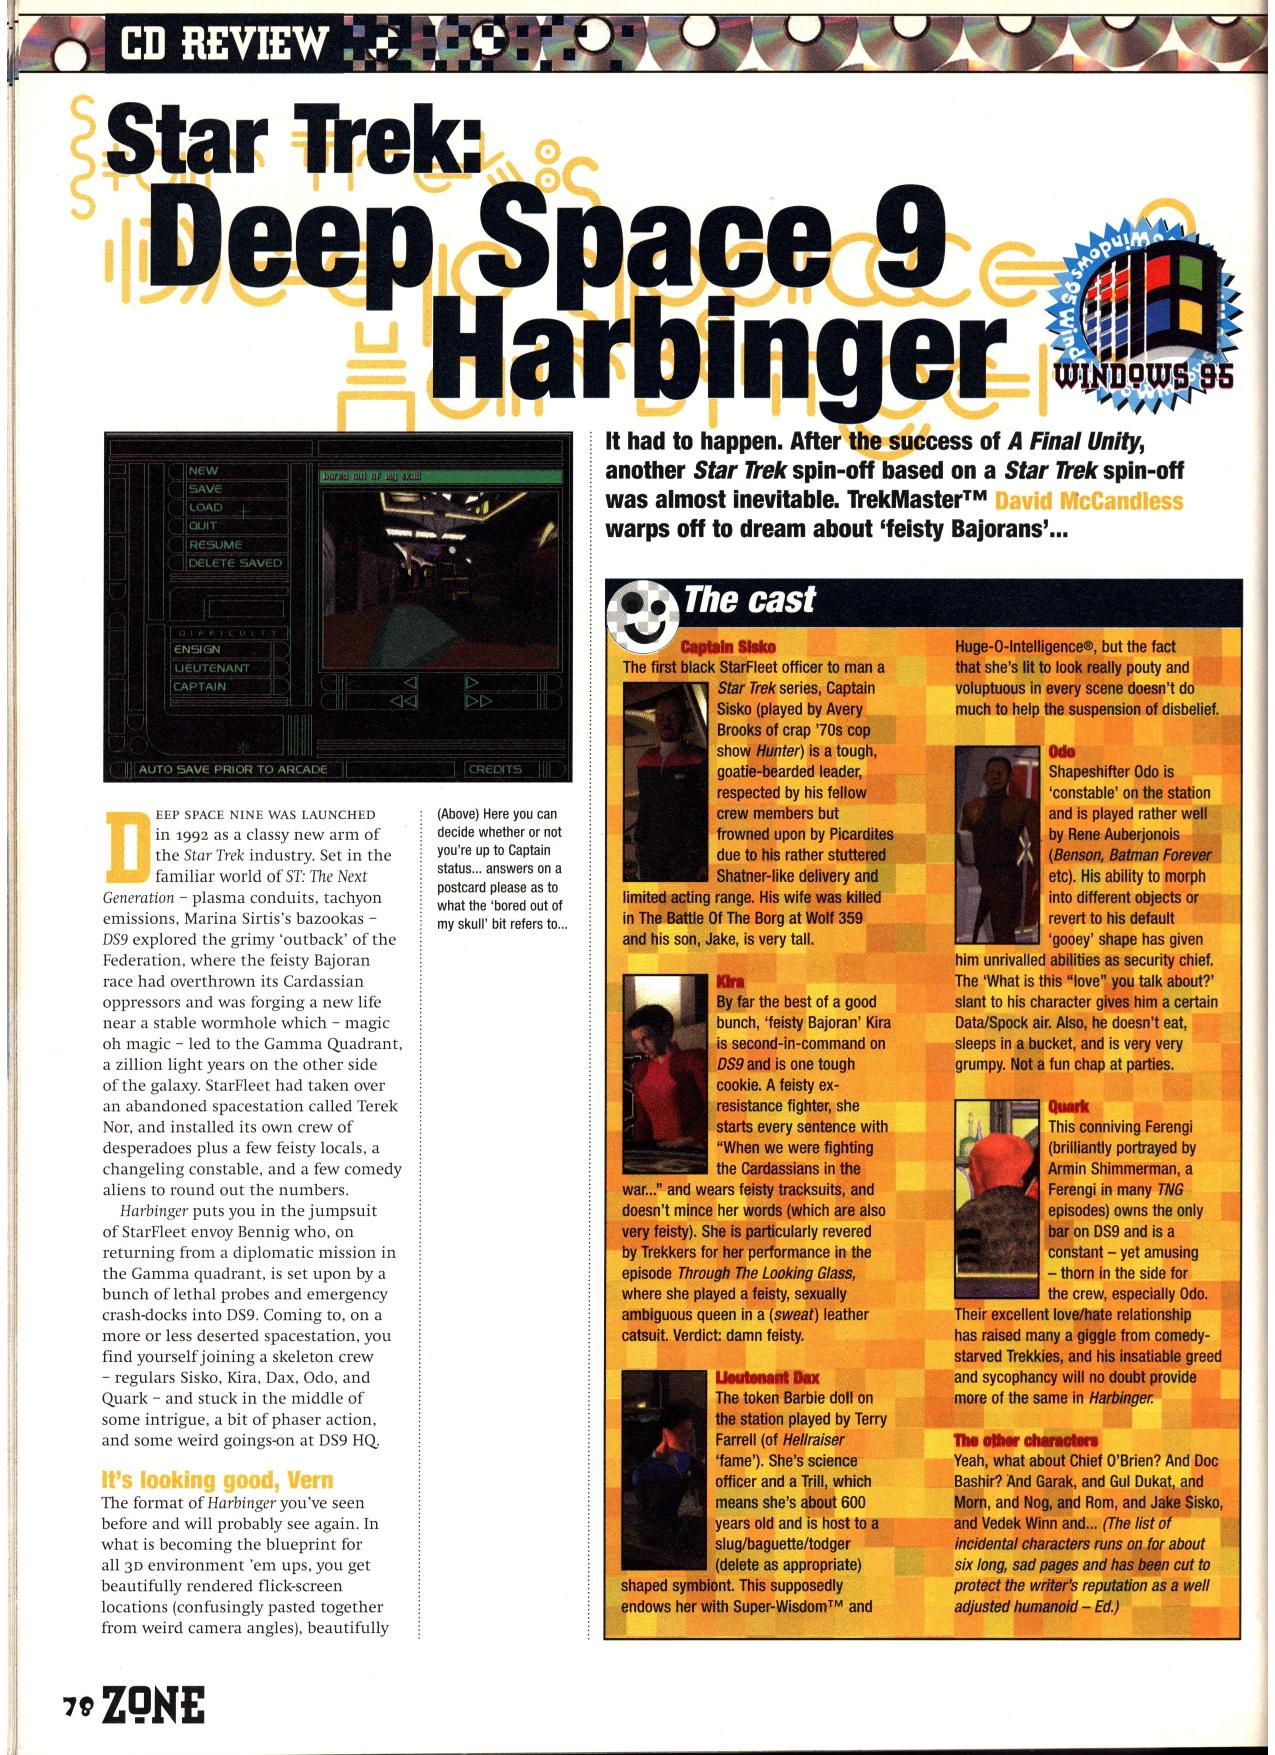 CD REVIEW
Star Trek:
Deep Space 9
Harbinger
WINDOWS 95
It had to happen. After the success of A Final Unity,
another Star Trek spin-off based on a Star Trek spin-off
was almost inevitable. TrekMaster™ David McCandless
warps off to dream about 'feisty Bajorans'...
NEW
SAVE
LOAD
QUIT
RESUME
DELETE SAVED
DIFFICULTY
ENSIGN
LIEUTENANT
CAPTAIN
bored out of my skull
AUTO SAVE PRIOR TO ARCADE
CREDITS
DEEP SPACE NINE WAS LAUNCHED
in 1992 as a classy new arm of
the Star Trek industry. Set in the
familiar world of ST: The Next
Generation – plasma conduits, tachyon
emissions, Marina Sirtis's bazookas –
DS9 explored the grimy 'outback' of the
Federation, where the feisty Bajoran
race had overthrown its Cardassian
oppressors and was forging a new life
near a stable wormhole which – magic
oh magic – led to the Gamma Quadrant,
a zillion light years on the other side
of the galaxy. StarFleet had taken over
an abandoned spacestation called Terek
Nor, and installed its own crew of
desperadoes plus a few feisty locals, a
changeling constable, and a few comedy
aliens to round out the numbers.
Harbinger puts you in the jumpsuit
of StarFleet envoy Bennig who, on
returning from a diplomatic mission in
the Gamma quadrant, is set upon by a
bunch of lethal probes and emergency
crash-docks into DS9. Coming to, on a
more or less deserted spacestation, you
find yourself joining a skeleton crew
– regulars Sisko, Kira, Dax, Odo, and
Quark – and stuck in the middle of
some intrigue, a bit of phaser action,
and some weird goings-on at DS9 HQ.
It's looking good, Vern
The format of Harbinger you've seen
before and will probably see again. In
what is becoming the blueprint for
all 3D environment 'em ups, you get
beautifully rendered flick-screen
locations (confusingly pasted together
from weird camera angles), beautifully
(Above) Here you can
decide whether or not
you're up to Captain
status... answers on a
postcard please as to
what the 'bored out of
my skull' bit refers to...
The cast
Captain Sisko
The first black StarFleet officer to man a
Star Trek series, Captain
Sisko (played by Avery
Brooks of crap '70s cop
show Hunter) is a tough,
goatie-bearded leader,
respected by his fellow
crew members but
frowned upon by Picardites
due to his rather stuttered
Shatner-like delivery and
limited acting range. His wife was killed
in The Battle Of The Borg at Wolf 359
and his son, Jake, is very tall.
Kira
By far the best of a good
bunch, 'feisty Bajoran' Kira
is second-in-command on
DS9 and is one tough
cookie. A feisty ex-
resistance fighter, she
starts every sentence with
"When we were fighting
the Cardassians in the
war..." and wears feisty tracksuits, and
doesn't mince her words (which are also
very feisty). She is particularly revered
by Trekkers for her performance in the
episode Through The Looking Glass,
where she played a feisty, sexually
ambiguous queen in a (sweat) leather
catsuit. Verdict: damn feisty.
Lieutenant Dax
The token Barbie doll on
the station played by Terry
Farrell (of Hellraiser
'fame'). She's science
officer and a Trill, which
means she's about 600
years old and is host to a
slug/baguette/todger
(delete as appropriate)
shaped symbiont. This supposedly
endows her with Super-Wisdom™ and
Huge-O-Intelligence®, but the fact
that she's lit to look really pouty and
voluptuous in every scene doesn't do
much to help the suspension of disbelief.
Odo
Shapeshifter Odo is
'constable' on the station
and is played rather well
by Rene Auberjonois
(Benson, Batman Forever
etc). His ability to morph
into different objects or
revert to his default
'gooey' shape has given
him unrivalled abilities as security chief.
The 'What is this "love" you talk about?'
slant to his character gives him a certain
Data/Spock air. Also, he doesn't eat,
sleeps in a bucket, and is very very
grumpy. Not a fun chap at parties.
Quark
This conniving Ferengi
(brilliantly portrayed by
Armin Shimmerman, a
Ferengi in many TNG
episodes) owns the only
bar on DS9 and is a
constant – yet amusing
– thorn in the side for
the crew, especially Odo.
Their excellent love/hate relationship
has raised many a giggle from comedy-
starved Trekkies, and his insatiable greed
and sycophancy will no doubt provide
more of the same in Harbinger.
The other characters
Yeah, what about Chief O'Brien? And Doc
Bashir? And Garak, and Gul Dukat, and
Morn, and Nog, and Rom, and Jake Sisko,
and Vedek Winn and... (The list of
incidental characters runs on for about
six long, sad pages and has been cut to
protect the writer's reputation as a well
adjusted humanoid – Ed.)
78 ZONE